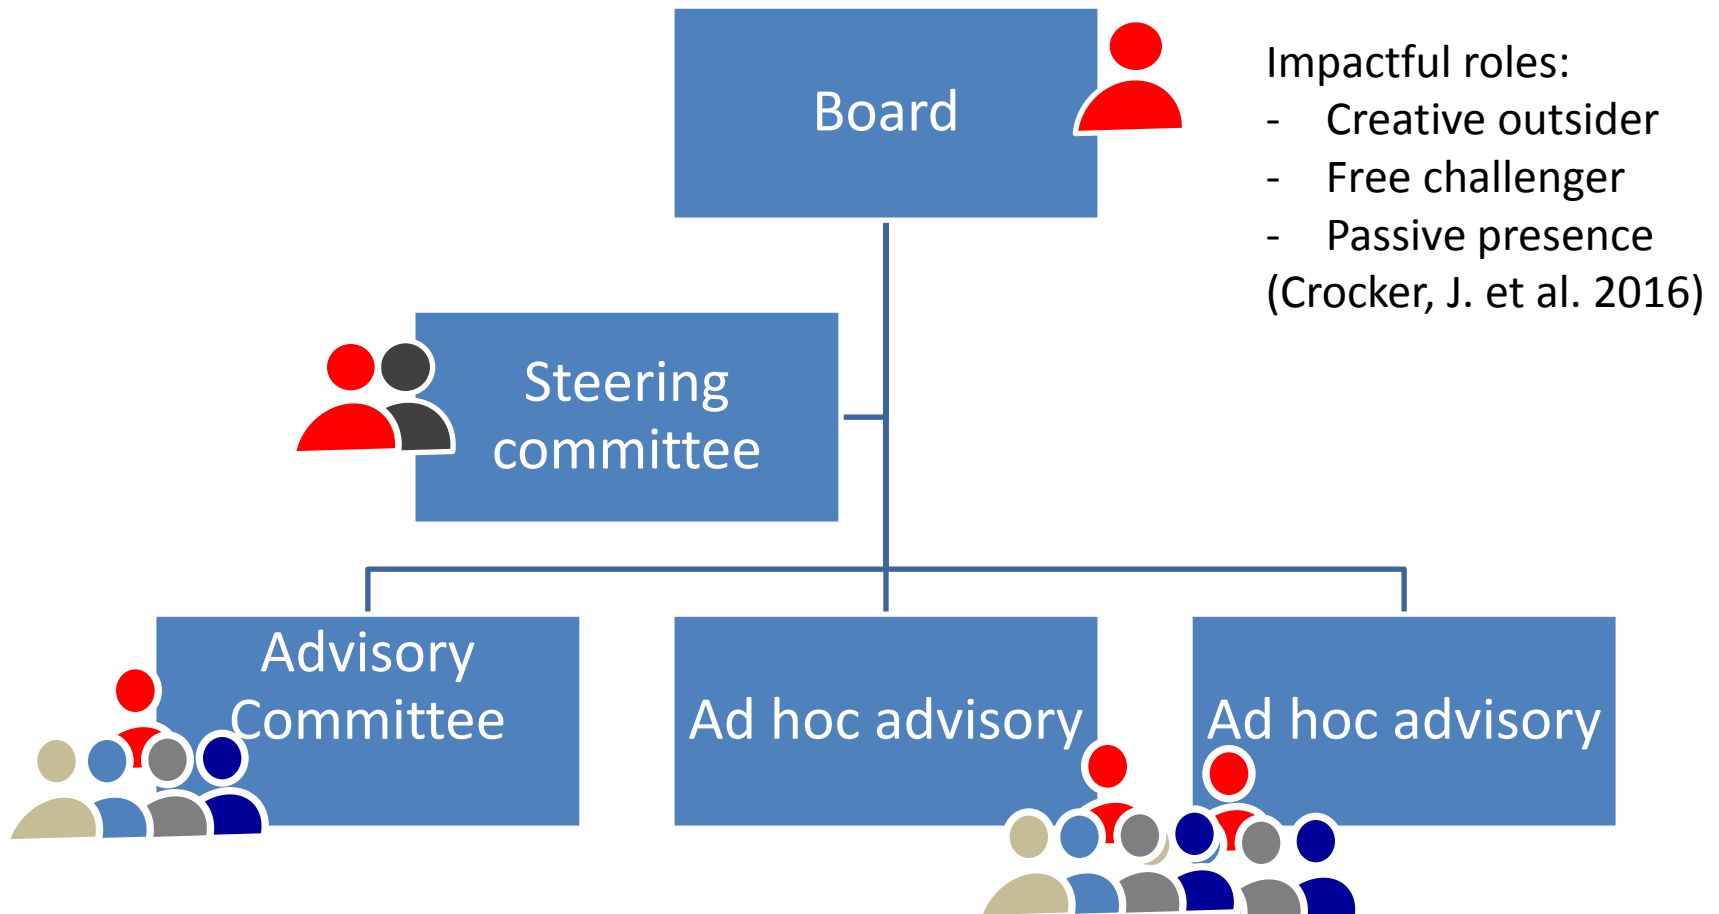 Board
Impactful roles:
- Creative outsider
- Free challenger
- Passive presence
(Crocker, J. et al. 2016)
Steering
committee
Advisory
Committee
Ad hoc advisory
Ad hoc advisory